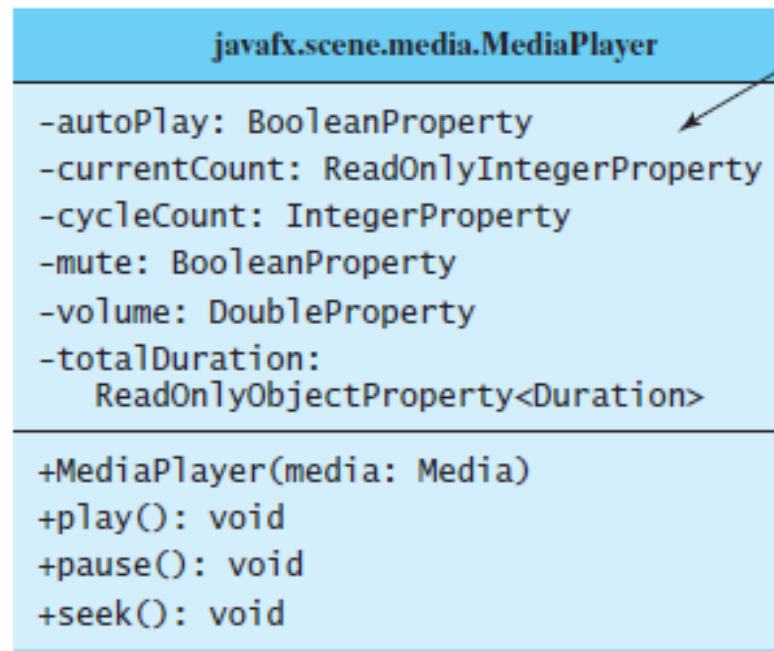 javafx.scene.media.MediaPlayer
-autoPlay: BooleanProperty
-currentCount: ReadOnlyIntegerProperty
-cycleCount: IntegerProperty
-mute: BooleanProperty
-volume: DoubleProperty
-totalDuration:
ReadOnlyObjectProperty<Duration>
+MediaPlayer(media: Media)
+play(): void
+pause(): void
+seek(): void